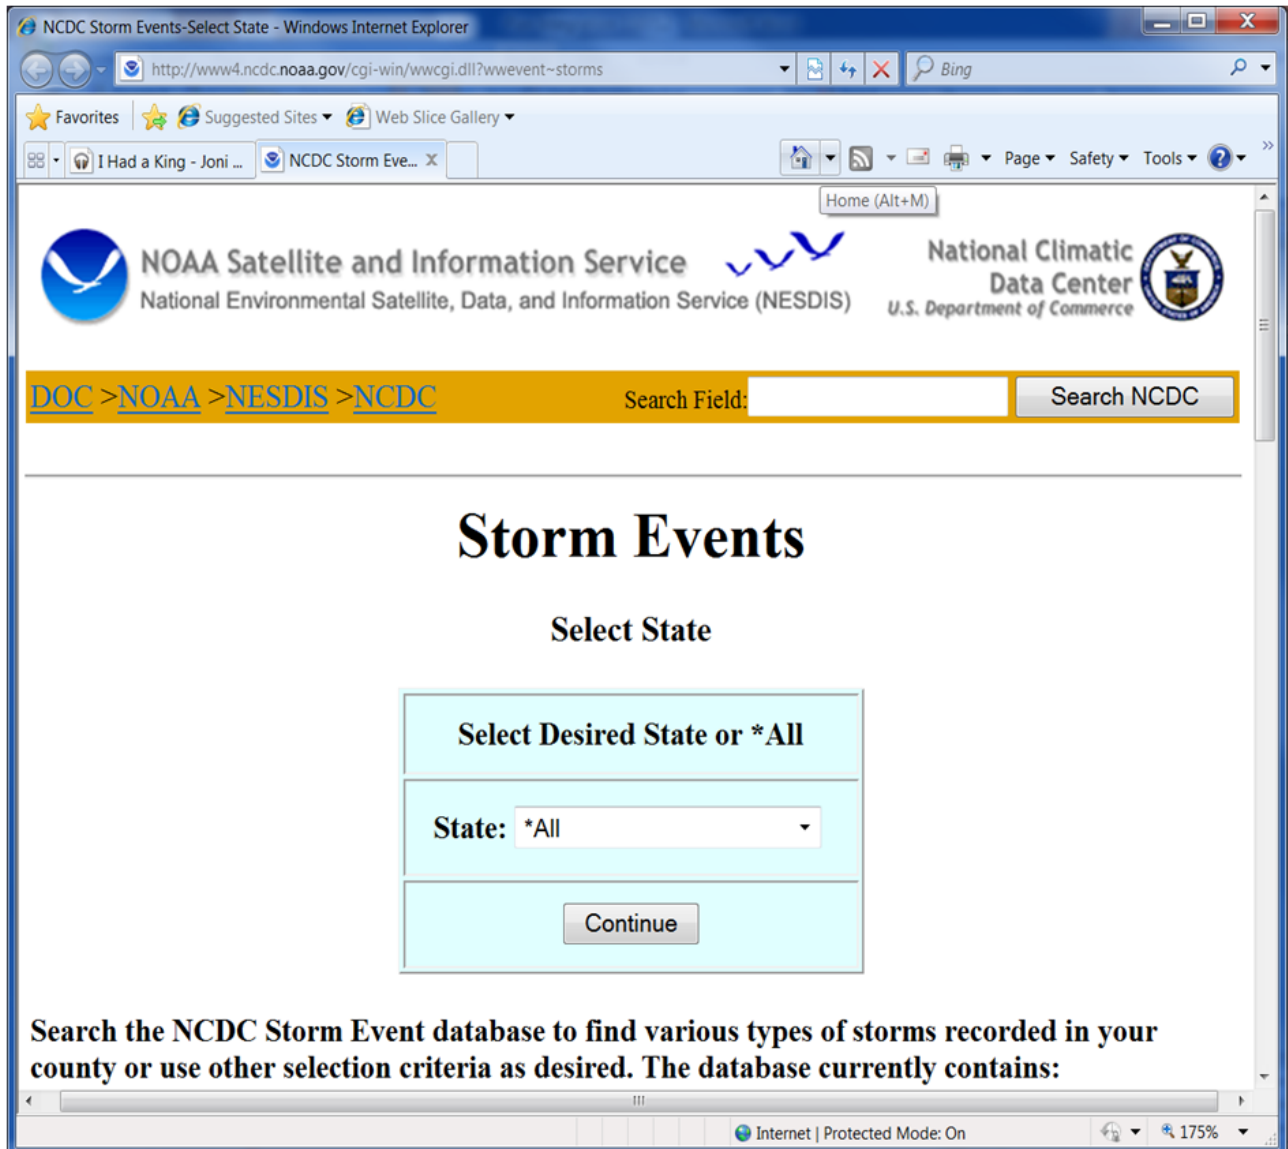 NCDC Storm Events-Select State - Windows Internet Explorer
http://www4.ncdc.noaa.gov/cgi-win/wwcgi.dll?wwevent~storms
Bing
Favorites
Suggested Sites
Web Slice Gallery
I Had a King - Joni ...
NCDC Storm Eve... X
Page
Safety
Tools
Home (Alt+M)
NOAA Satellite and Information Service
National Environmental Satellite, Data, and Information Service (NESDIS)
National Climatic
Data Center
U.S. Department of Commerce
DOC >NOAA >NESDIS >NCDC
Search Field:
Search NCDC
Storm Events
Select State
Select Desired State or *All
State: *All
Continue
Search the NCDC Storm Event database to find various types of storms recorded in your
county or use other selection criteria as desired. The database currently contains:
Internet | Protected Mode: On
175%